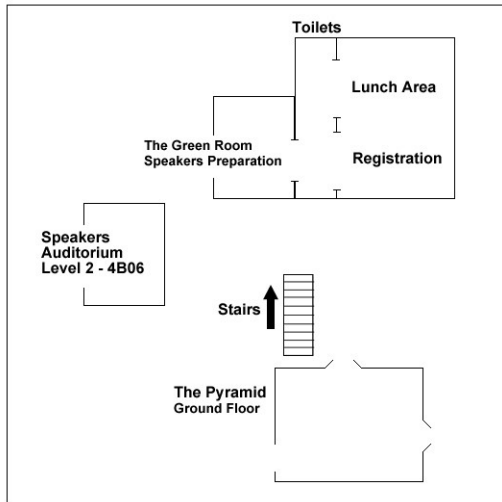 Toilets
Lunch Area
The Green Room
Speakers Preparation
Registration
Speakers
Auditorium
Level 2 - 4B06
Stairs
The Pyramid
Ground Floor